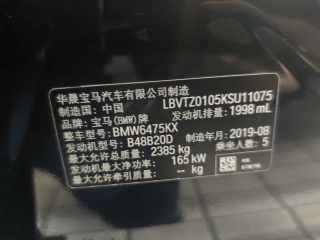 华晨宝马汽车有限公司制造
制造国：中国 LBVTZ0105KSU11075
品牌：宝马(BMW)牌 发动机排量：1998 mL
整车型号：BMW6475KX
发动机型号：B48B20D 制造年月：2019-08
最大允许总质量：2385 kg 乘坐人数：5
发动机最大净功率：165 kW
最大允许牵引质量：-- kg